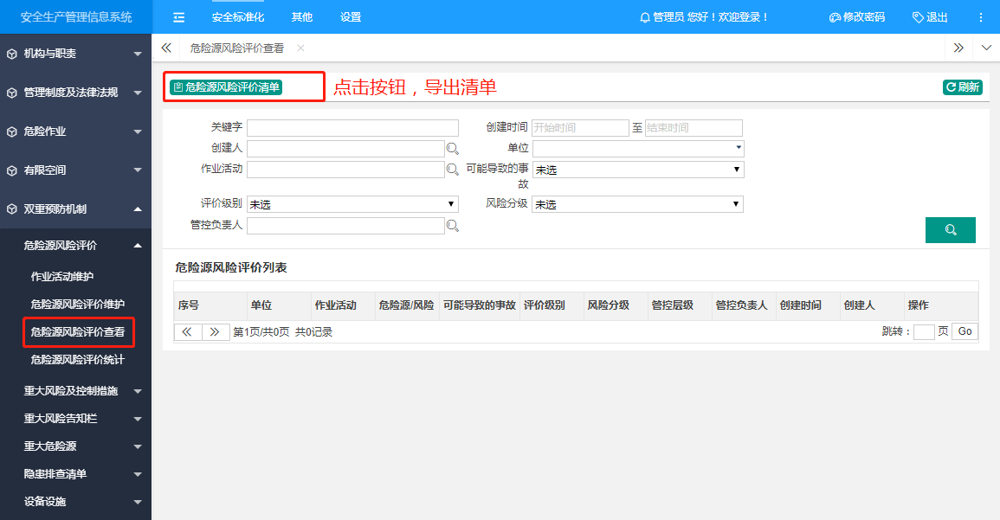 安全生产管理信息系统
安全标准化 其他 设置
管理员 您好！欢迎登录！
修改密码
退出
机构与职责
管理制度及法律法规
危险作业
有限空间
双重预防机制
危险源风险评价
作业活动维护
危险源风险评价维护
危险源风险评价查看
危险源风险评价统计
重大风险及控制措施
重大风险告知栏
重大危险源
隐患排查清单
设备设施
危险源风险评价查看
危险源风险评价清单
点击按钮，导出清单
刷新
关键字
创建时间 开始时间 至 结束时间
创建人
单位
作业活动
可能导致的事
故
未选
评价级别 未选
风险分级 未选
管控负责人
危险源风险评价列表
序号 单位 作业活动 危险源/风险 可能导致的事故 评价级别 风险分级 管控层级 管控负责人 创建时间 创建人 操作
第1页/共0页 共0记录
跳转： 页 Go